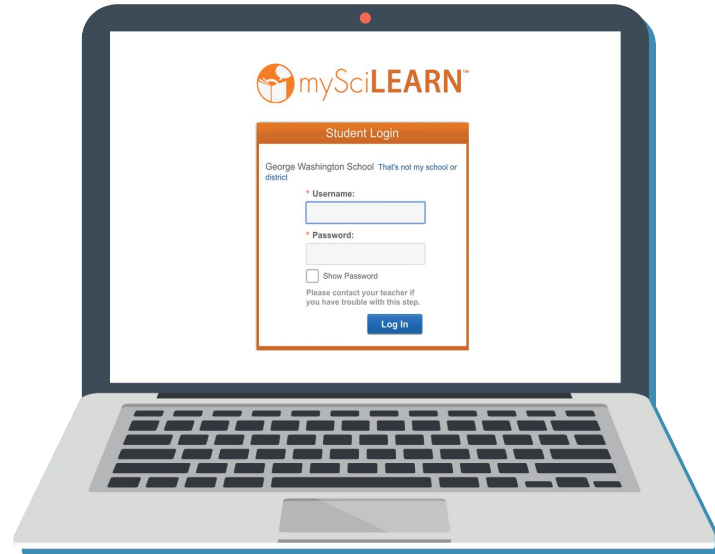 mySciLEARN™
Student Login
George Washington School That's not my school or
district
* Username:
* Password:
Show Password
Please contact your teacher if
you have trouble with this step.
Log In